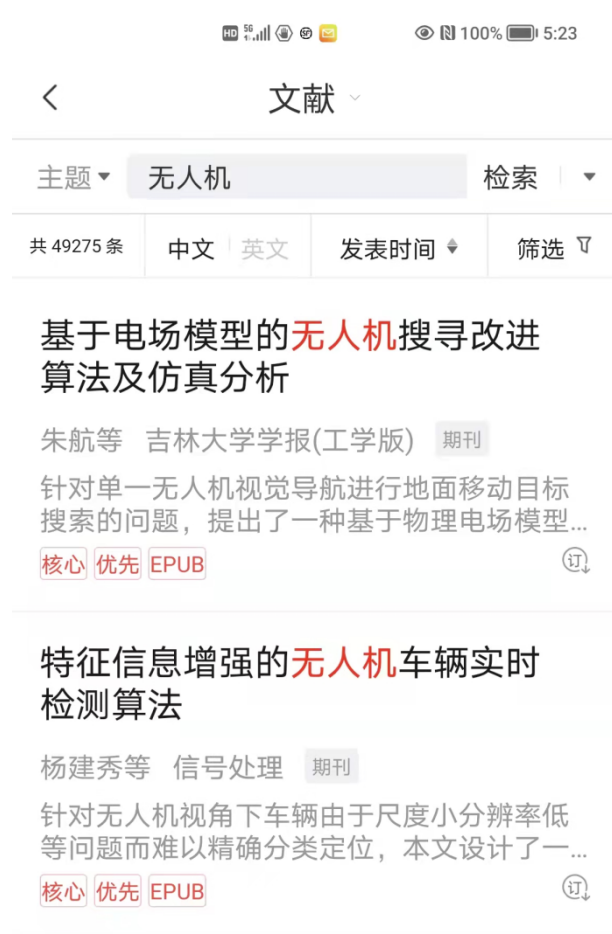 HD 5G 100% 5:23
文献
主题 无人机 检索
共 49275 条 中文 英文 发表时间 筛选
基于电场模型的无人机搜寻改进
算法及仿真分析
朱航等 吉林大学学报(工学版) 期刊
针对单一无人机视觉导航进行地面移动目标
搜索的问题，提出了一种基于物理电场模型...
核心 优先 EPUB 订
特征信息增强的无人机车辆实时
检测算法
杨建秀等 信号处理 期刊
针对无人机视角下车辆由于尺度小分辨率低
等问题而难以精确分类定位，本文设计了一...
核心 优先 EPUB 订